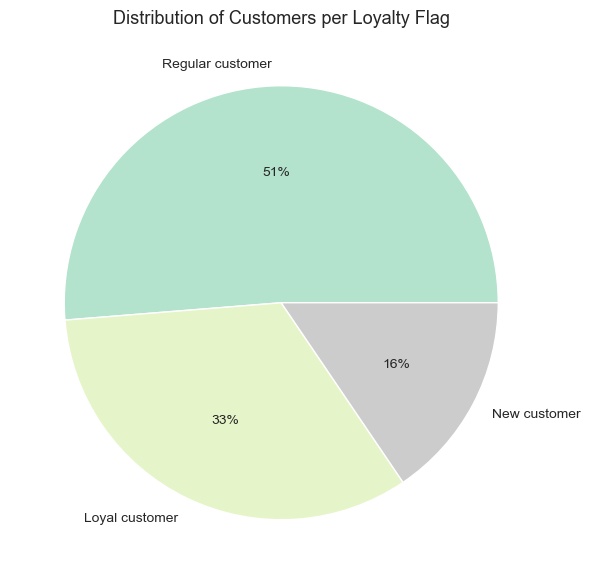 Distribution of Customers per Loyalty Flag
Regular customer
51%
16%
New customer
33%
Loyal customer